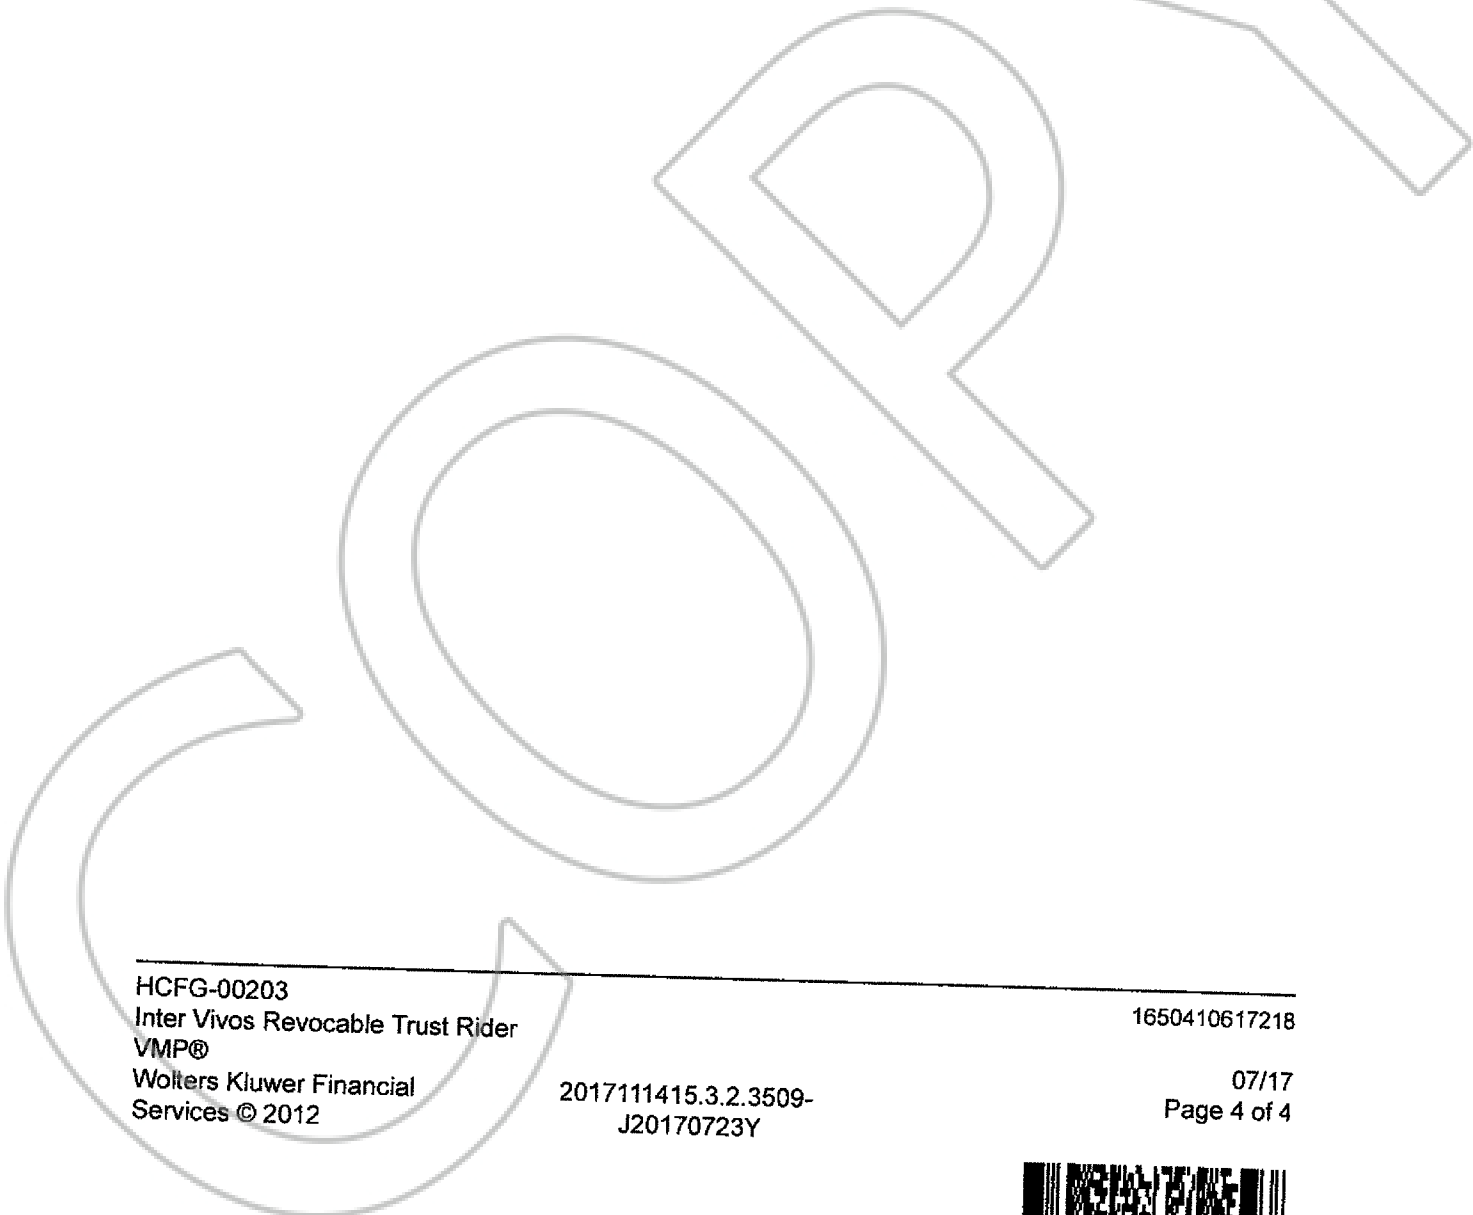 COPY
HCFG-00203
Inter Vivos Revocable Trust Rider
VMP®
Wolters Kluwer Financial
Services © 2012
2017111415.3.2.3509-
J20170723Y
1650410617218
07/17
Page 4 of 4